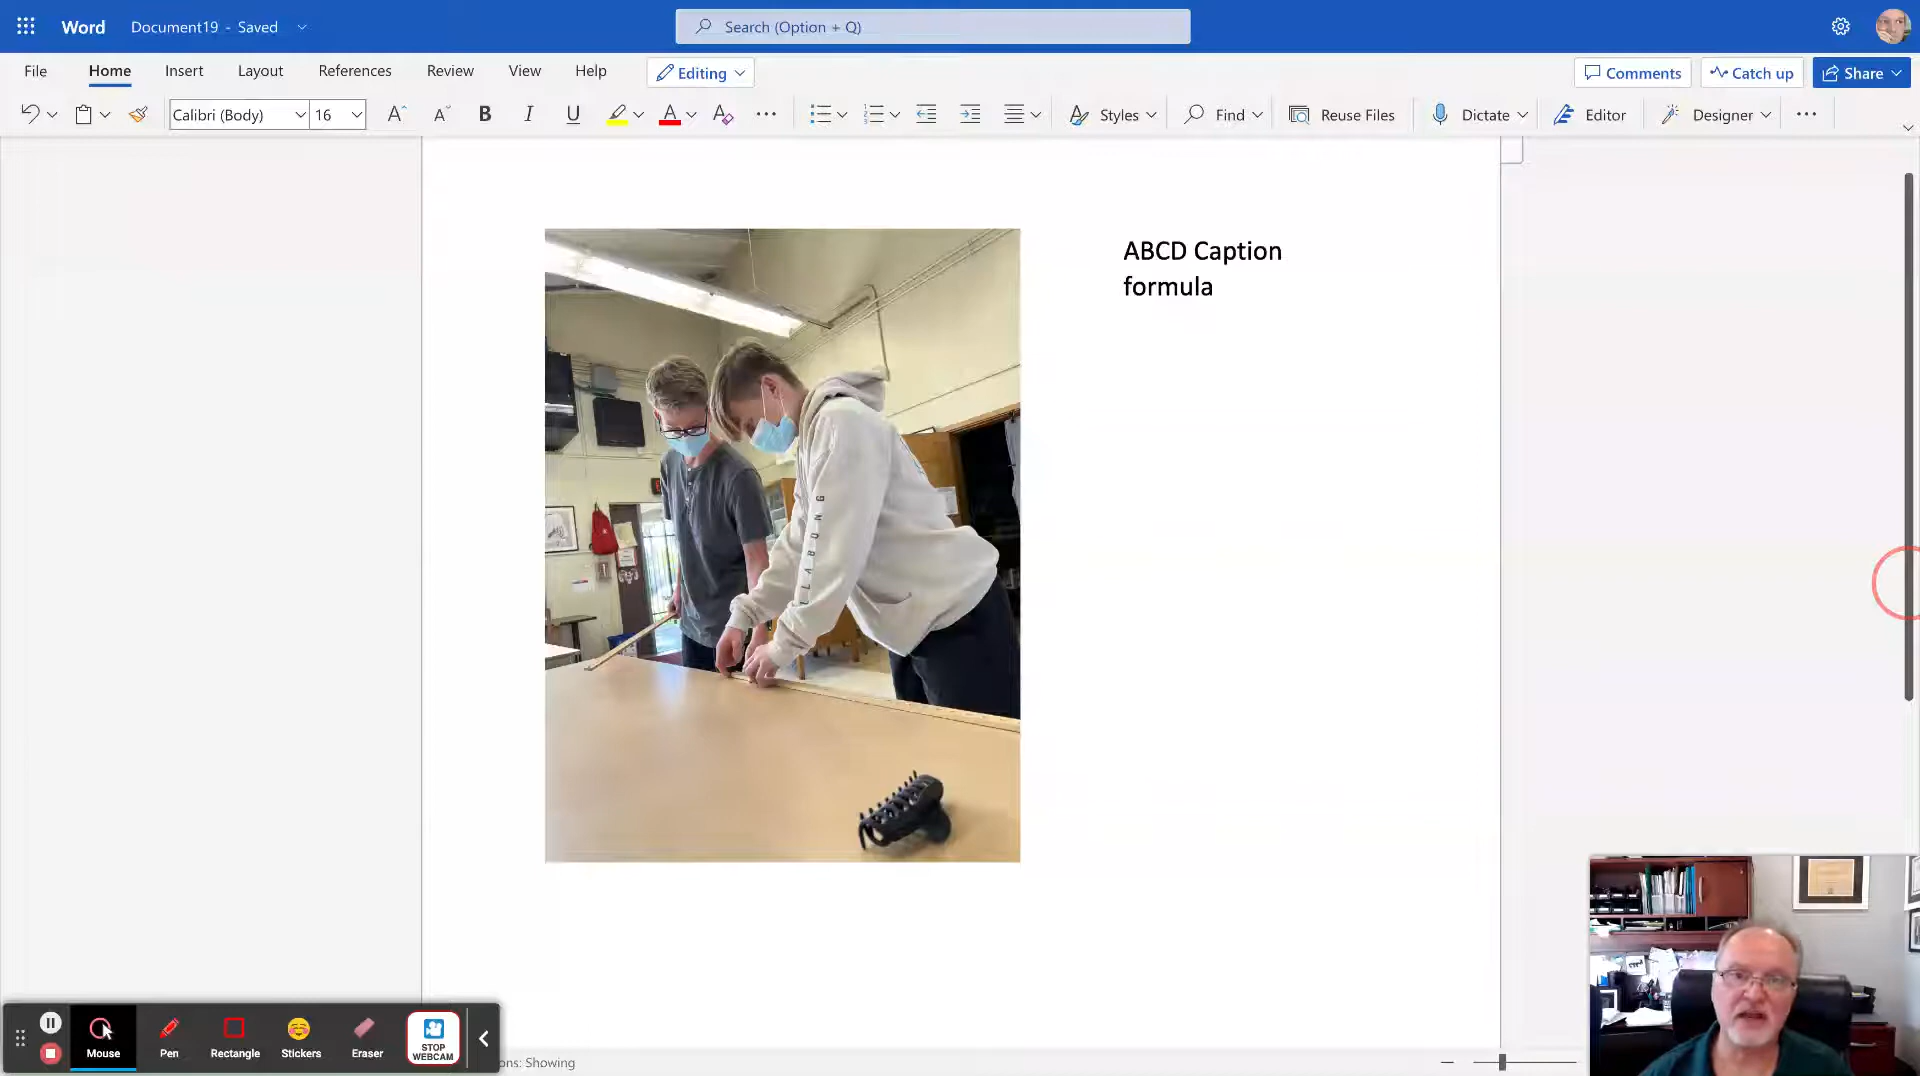 Word Document19 - Saved Search (Option + Q)
File Home Insert Layout References Review View Help Editing Comments Catch up Share
Calibri (Body) 16 A A B I U A A Styles Find Reuse Files Dictate Editor Designer
ABCD Caption
formula
LLABONG
Mouse Pen Rectangle Stickers Eraser STOP
WEBCAM
ons: Showing